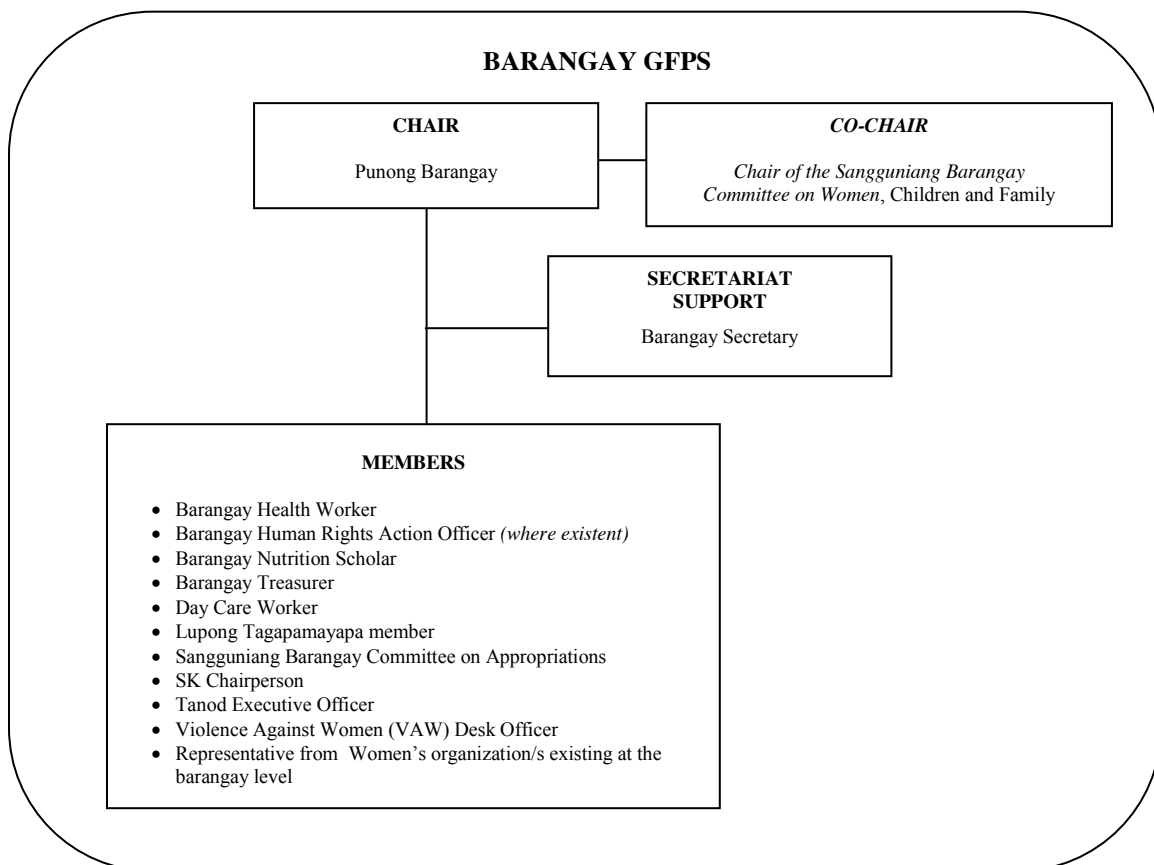 BARANGAY GFPS
CHAIR
Punong Barangay
CO-CHAIR
Chair of the Sangguniang Barangay
Committee on Women, Children and Family
SECRETARIAT
SUPPORT
Barangay Secretary
MEMBERS
• Barangay Health Worker
• Barangay Human Rights Action Officer (where existent)
• Barangay Nutrition Scholar
• Barangay Treasurer
• Day Care Worker
• Lupong Tagapamayapa member
• Sangguniang Barangay Committee on Appropriations
• SK Chairperson
• Tanod Executive Officer
• Violence Against Women (VAW) Desk Officer
• Representative from Women’s organization/s existing at the
barangay level